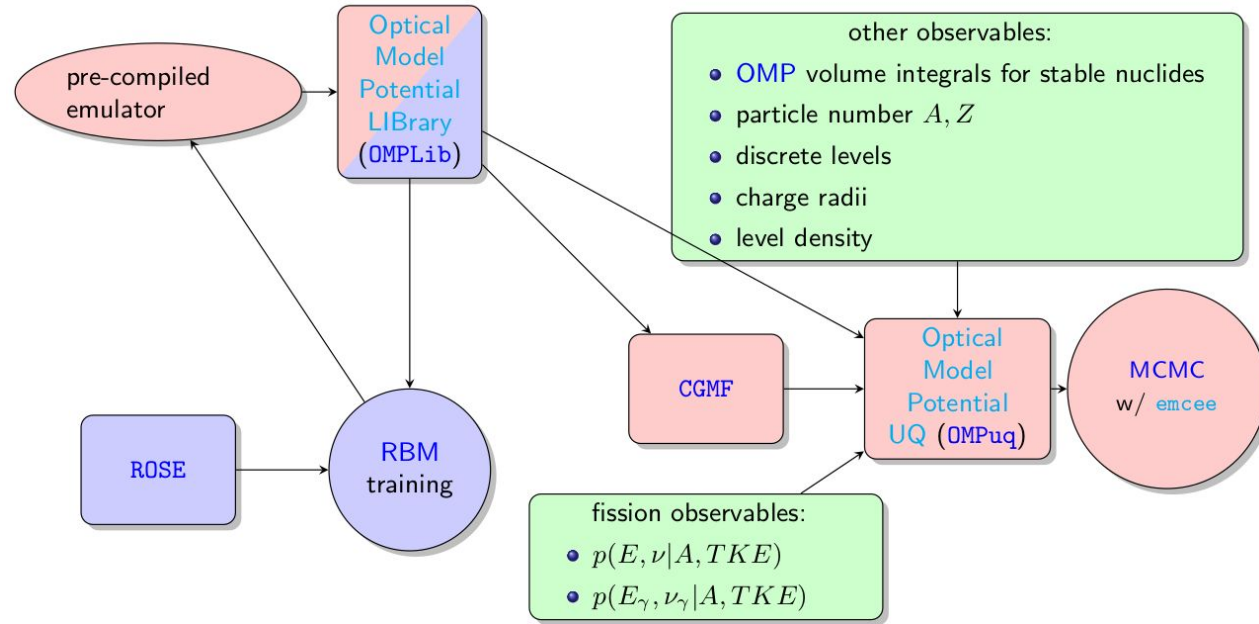 pre-compiled
emulator
Optical
Model
Potential
LIBrary
(OMPLib)
other observables:
OMP volume integrals for stable nuclides
particle number A, Z
discrete levels
charge radii
level density
ROSE
RBM
training
CGMF
Optical
Model
Potential
UQ (OMPuq)
MCMC
w/ emcee
fission observables:
p(E, ν|A, TKE)
p(Eγ, νγ|A, TKE)